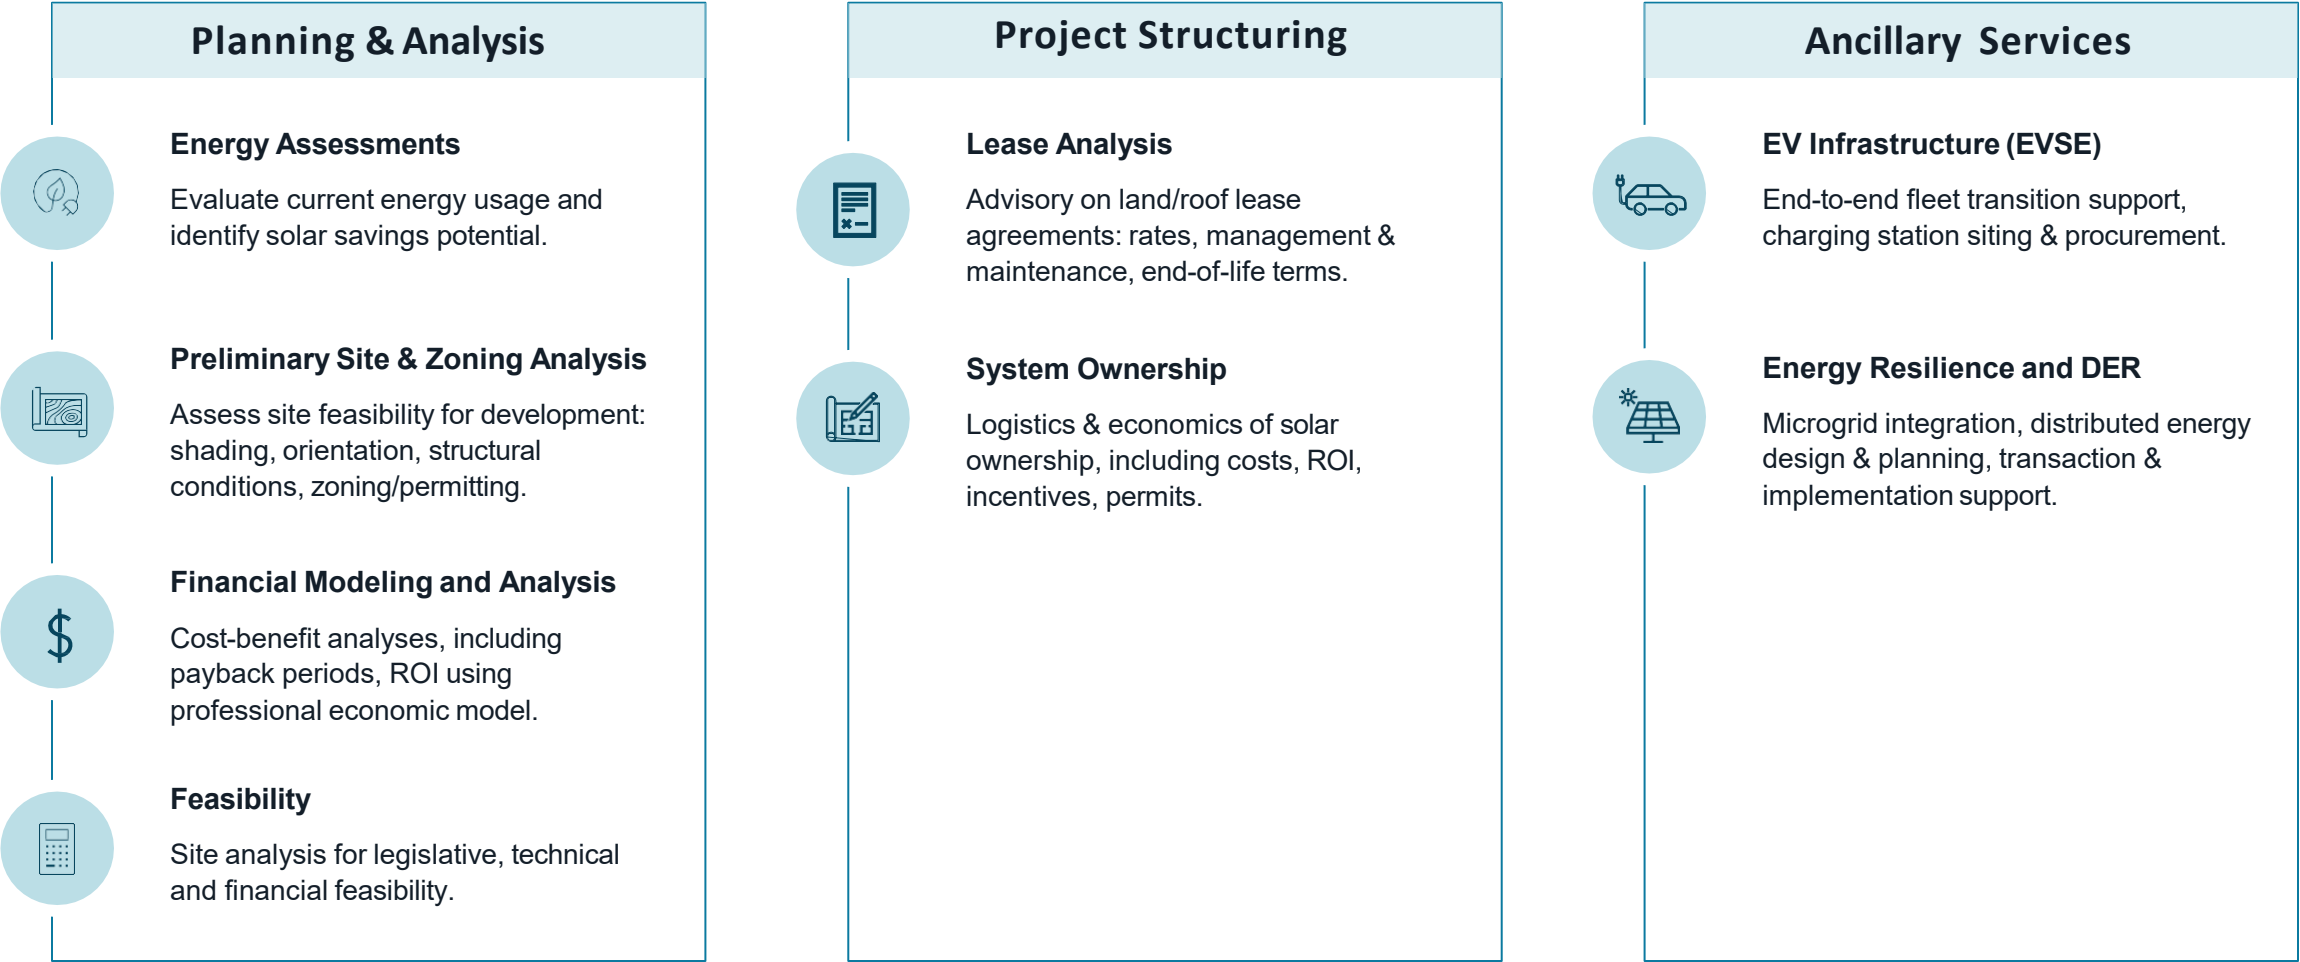 Planning & Analysis
Energy Assessments
Evaluate current energy usage and
identify solar savings potential.
Preliminary Site & Zoning Analysis
Assess site feasibility for development:
shading, orientation, structural
conditions, zoning/permitting.
$
Financial Modeling and Analysis
Cost-benefit analyses, including
payback periods, ROI using
professional economic model.
Feasibility
Site analysis for legislative, technical
and financial feasibility.
Project Structuring
Lease Analysis
Advisory on land/roof lease
agreements: rates, management &
maintenance, end-of-life terms.
System Ownership
Logistics & economics of solar
ownership, including costs, ROI,
incentives, permits.
Ancillary Services
EV Infrastructure (EVSE)
End-to-end fleet transition support,
charging station siting & procurement.
Energy Resilience and DER
Microgrid integration, distributed energy
design & planning, transaction &
implementation support.